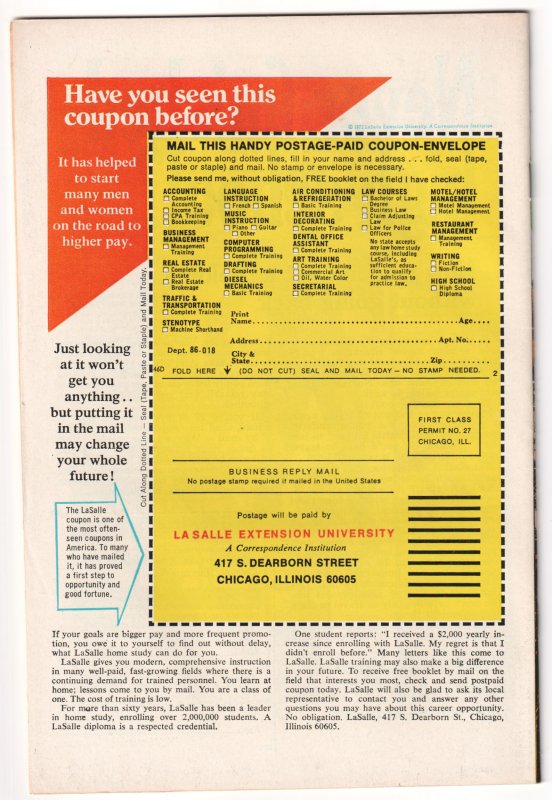 Have you seen this
coupon before?
© 1972 LaSalle Extension University, A Correspondence Institution
It has helped
to start
many men
and women
on the road to
higher pay.
Just looking
at it won't
get you
anything . .
but putting it
in the mail
may change
your whole
future!
The LaSalle
coupon is one of
the most often-
seen coupons in
America. To many
who have mailed
it, it has proved
a first step to
opportunity and
good fortune.
Cut Along Dotted Line — Seal (Tape, Paste or Staple) and Mail Today.
MAIL THIS HANDY POSTAGE-PAID COUPON-ENVELOPE
Cut coupon along dotted lines, fill in your name and address . . . fold, seal (tape,
paste or staple) and mail. No stamp or envelope is necessary.
Please send me, without obligation, FREE booklet on the field I have checked:
ACCOUNTING
☐ Complete
Accounting
☐ Income Tax
☐ CPA Training
☐ Bookkeeping
BUSINESS
MANAGEMENT
☐ Management
Training
REAL ESTATE
☐ Complete Real
Estate
☐ Real Estate
Brokerage
TRAFFIC &
TRANSPORTATION
☐ Complete Training
STENOTYPE
☐ Machine Shorthand
LANGUAGE
INSTRUCTION
☐ French ☐ Spanish
MUSIC
INSTRUCTION
☐ Piano ☐ Guitar
☐ Other
COMPUTER
PROGRAMMING
☐ Complete Training
DRAFTING
☐ Complete Training
DIESEL
MECHANICS
☐ Basic Training
AIR CONDITIONING
& REFRIGERATION
☐ Basic Training
INTERIOR
DECORATING
☐ Complete Training
DENTAL OFFICE
ASSISTANT
☐ Complete Training
ART TRAINING
☐ Complete Training
☐ Commercial Art
☐ Oil, Water Color
SECRETARIAL
☐ Complete Training
LAW COURSES
☐ Bachelor of Laws
Degree
☐ Business Law
☐ Claim Adjusting
Law
☐ Law for Police
Officers
No state accepts
any law home study
course, including
LaSalle's, as
sufficient educa-
tion to qualify
for admission to
practice law.
MOTEL/HOTEL
MANAGEMENT
☐ Motel Management
☐ Hotel Management
RESTAURANT
MANAGEMENT
☐ Management
Training
WRITING
☐ Fiction
☐ Non-Fiction
HIGH SCHOOL
☐ High School
Diploma
Print
Name Age
Address Apt. No.
Dept. 86-018
City &
State Zip
46D FOLD HERE (DO NOT CUT) SEAL AND MAIL TODAY – NO STAMP NEEDED. 2
FIRST CLASS
PERMIT NO. 27
CHICAGO, ILL.
BUSINESS REPLY MAIL
No postage stamp required if mailed in the United States
Postage will be paid by
LA SALLE EXTENSION UNIVERSITY
A Correspondence Institution
417 S. DEARBORN STREET
CHICAGO, ILLINOIS 60605
If your goals are bigger pay and more frequent promo-
tion, you owe it to yourself to find out without delay,
what LaSalle home study can do for you.
LaSalle gives you modern, comprehensive instruction
in many well-paid, fast-growing fields where there is a
continuing demand for trained personnel. You learn at
home; lessons come to you by mail. You are a class of
one. The cost of training is low.
For more than sixty years, LaSalle has been a leader
in home study, enrolling over 2,000,000 students. A
LaSalle diploma is a respected credential.
One student reports: "I received a $2,000 yearly in-
crease since enrolling with LaSalle. My regret is that I
didn't enroll before." Many letters like this come to
LaSalle. LaSalle training may also make a big difference
in your future. To receive free booklet by mail on the
field that interests you most, check and send postpaid
coupon today. LaSalle will also be glad to ask its local
representative to contact you and answer any other
questions you may have about this career opportunity.
No obligation. LaSalle, 417 S. Dearborn St., Chicago,
Illinois 60605.